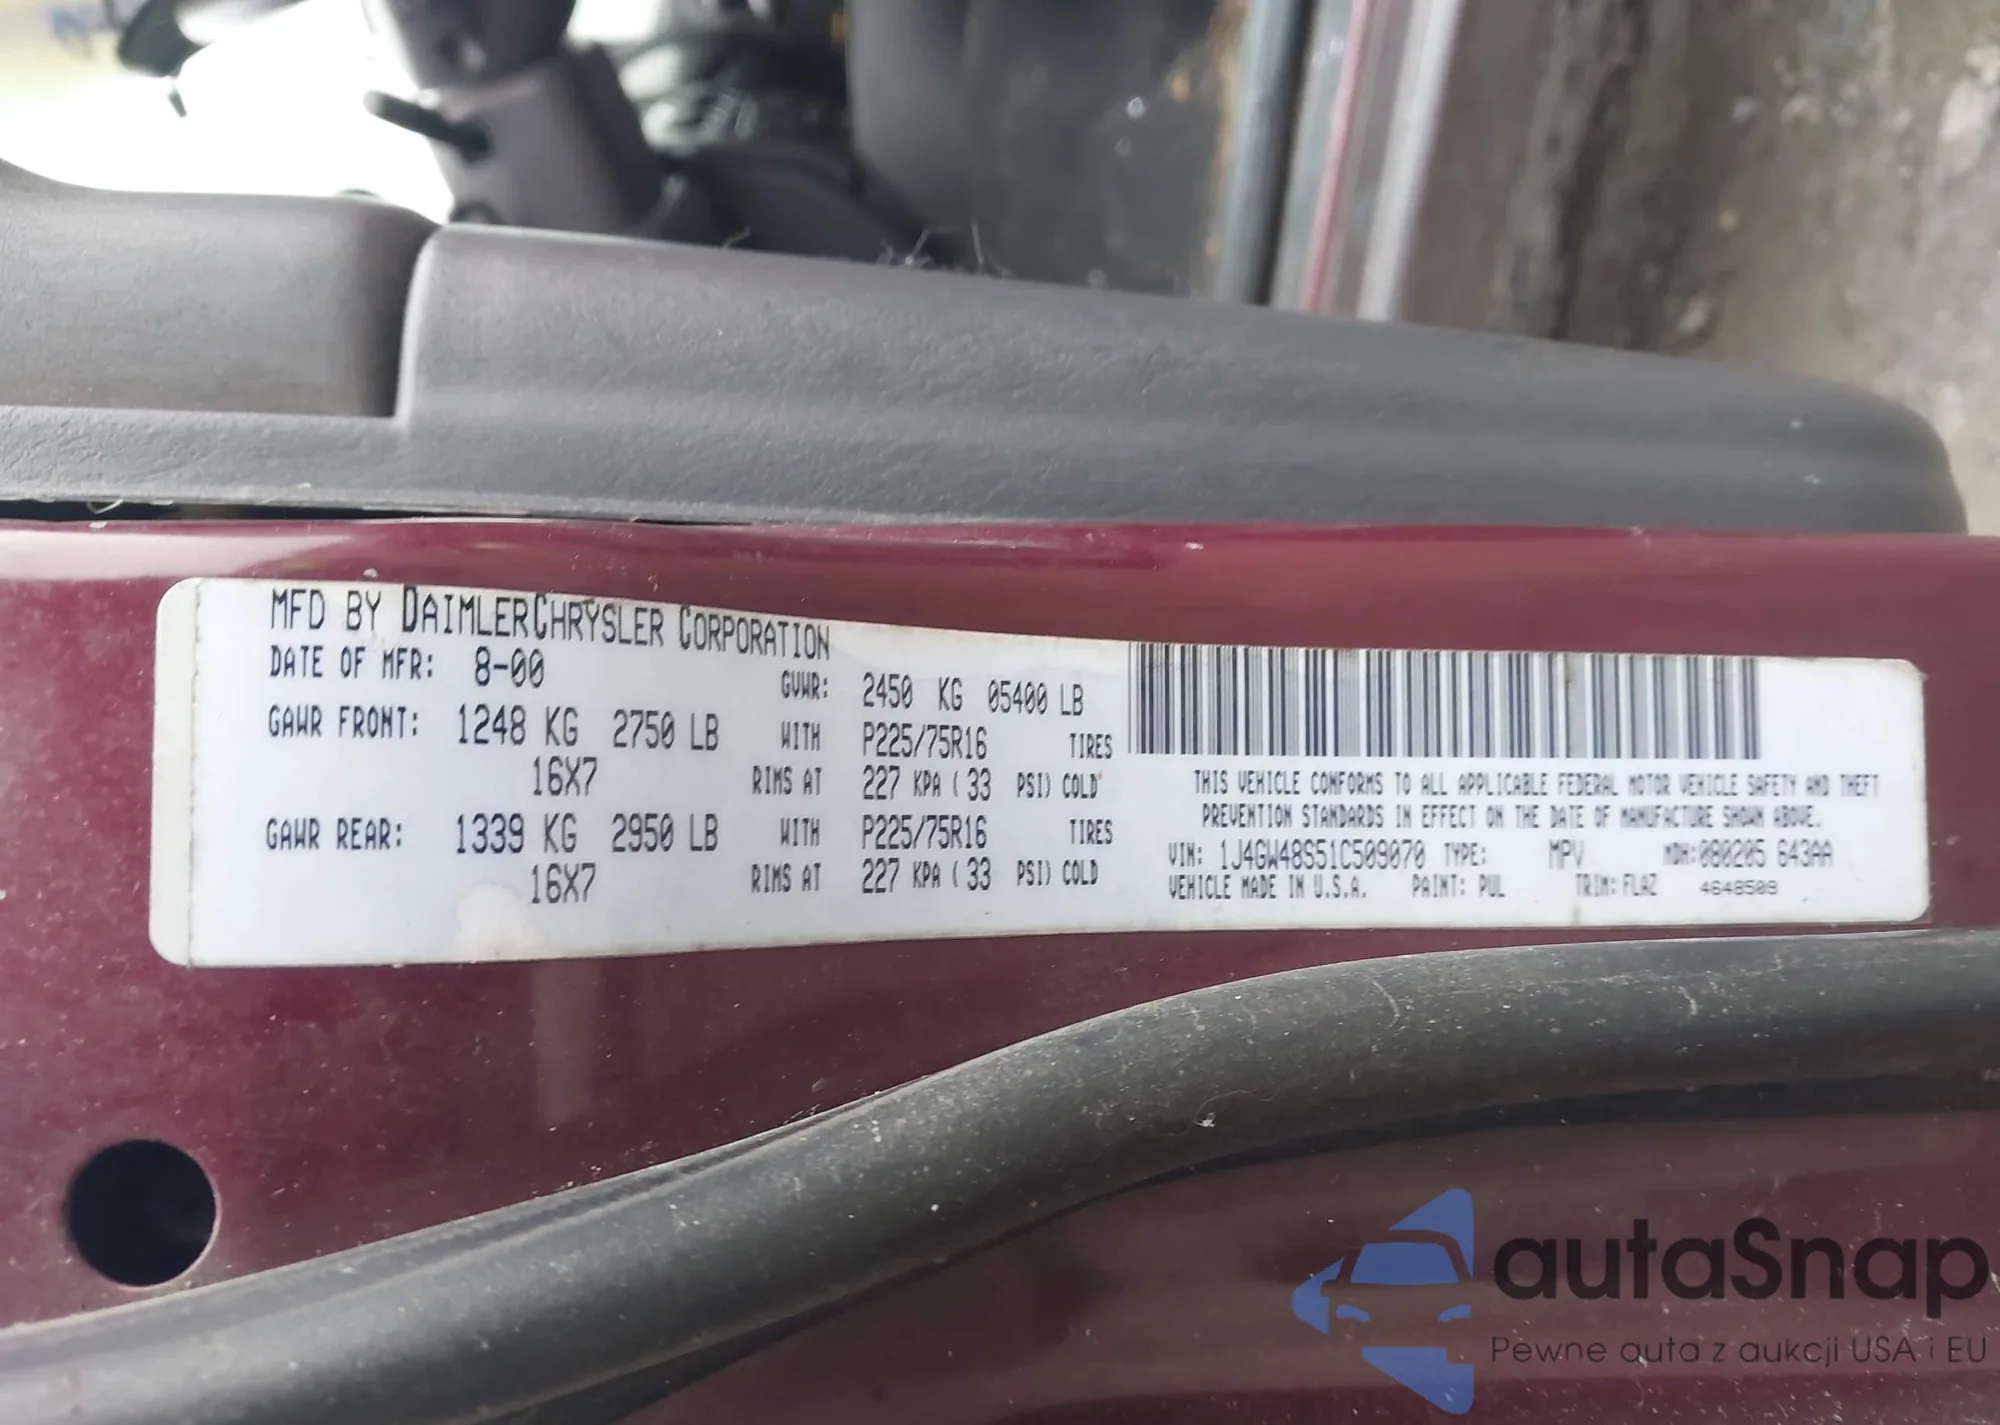 MFD BY DAIMLERCHRYSLER CORPORATION
DATE OF MFR: 8-00 GVWR: 2450 KG 05400 LB
GAWR FRONT: 1248 KG 2750 LB WITH P225/75R16 TIRES
16X7 RIMS AT 227 KPA ( 33 PSI) COLD
GAWR REAR: 1339 KG 2950 LB WITH P225/75R16 TIRES
16X7 RIMS AT 227 KPA ( 33 PSI) COLD
THIS VEHICLE CONFORMS TO ALL APPLICABLE FEDERAL MOTOR VEHICLE SAFETY AND THEFT
PREVENTION STANDARDS IN EFFECT ON THE DATE OF MANUFACTURE SHOWN ABOVE.
VIN: 1J4GW48S51C509070 TYPE: MPV MDH: 080205 643AA
VEHICLE MADE IN U.S.A. PAINT: PUL TRIM: FLAZ 4648509
autaSnap
Pewne auta z aukcji USA i EU